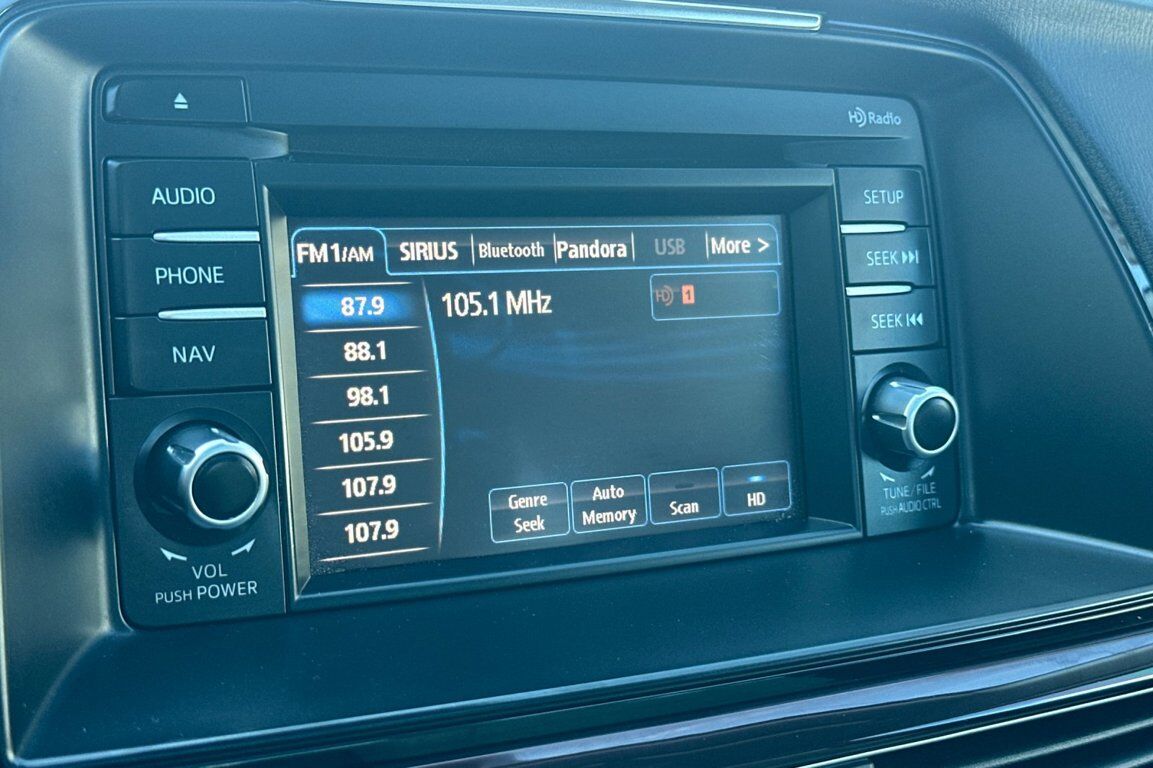 HD Radio
AUDIO
PHONE
NAV
VOL
PUSH POWER
FM1/AM SIRIUS Bluetooth Pandora USB More >
87.9
88.1
98.1
105.9
107.9
107.9
105.1 MHz
HD 1
Genre
Seek
Auto
Memory
Scan
HD
SETUP
SEEK
SEEK
TUNE/FILE
PUSH AUDIO CTRL